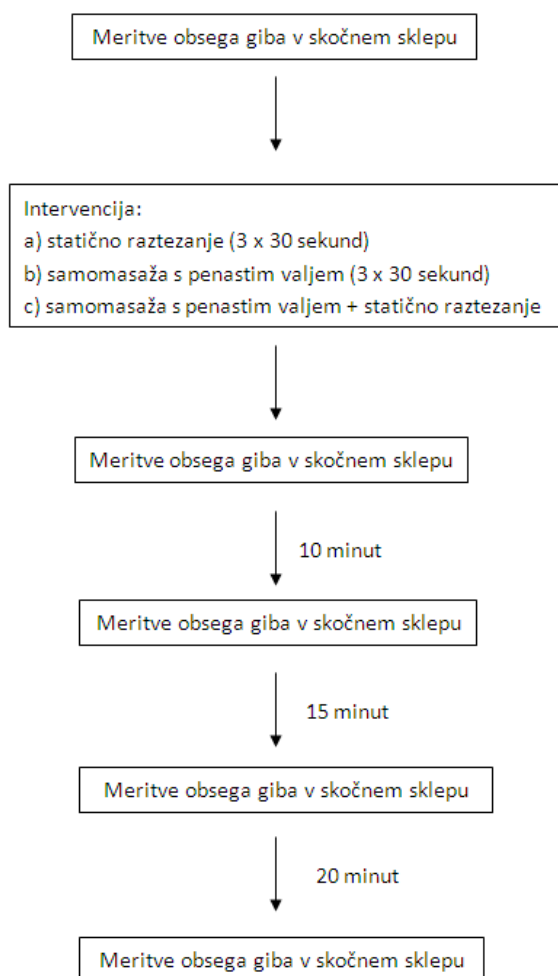 Meritve obsega giba v skočnem sklepu
Intervencija:
a) statično raztezanje (3 x 30 sekund)
b) samomasaža s penastim valjem (3 x 30 sekund)
c) samomasaža s penastim valjem + statično raztezanje
Meritve obsega giba v skočnem sklepu
10 minut
Meritve obsega giba v skočnem sklepu
15 minut
Meritve obsega giba v skočnem sklepu
20 minut
Meritve obsega giba v skočnem sklepu